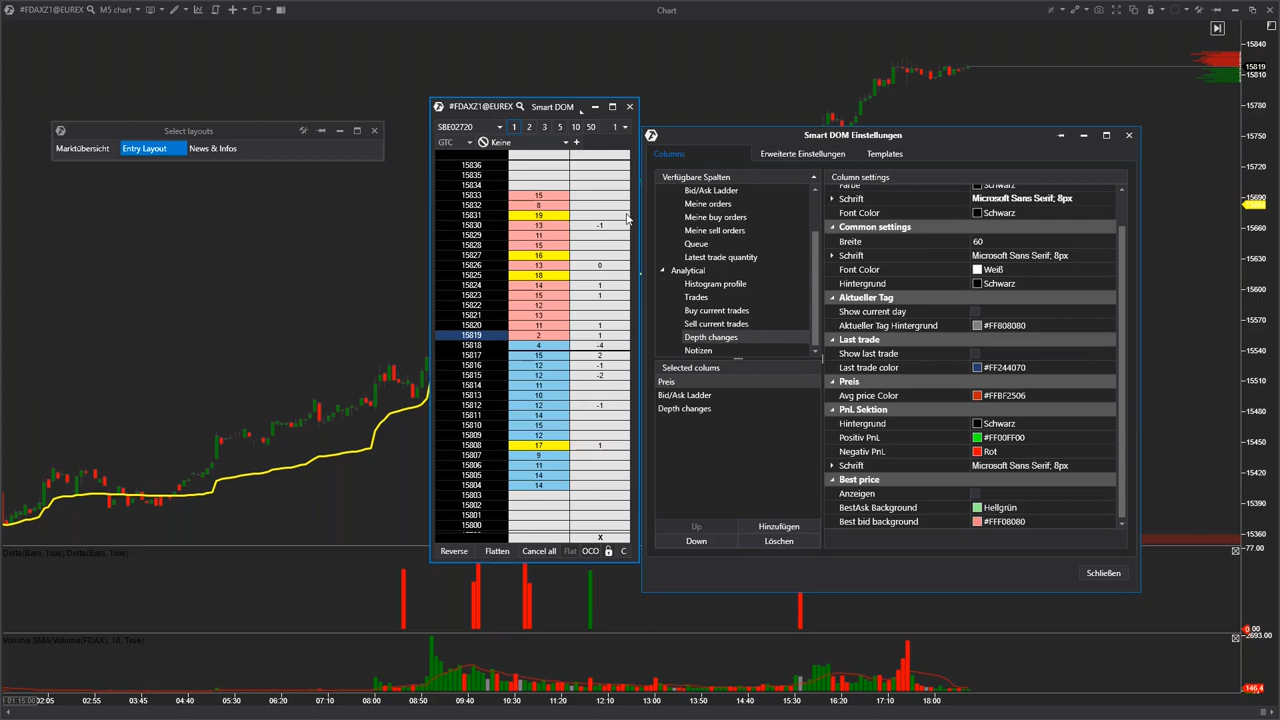 #FDAXZ1@EUREX M5 chart Chart
15840
15819
15810
15780
15750
15720
15690
15660
15630
15600
15570
15540
15510
15480
15450
15420
15390
15360
Select layouts
Marktübersicht Entry Layout News & Infos
#FDAXZ1@EUREX Smart DOM
SBE02720 1 2 3 5 10 50 1
GTC Keine
15836
15835
15834
15833 15
15832 8
15831 19
15830 13 -1
15829 11
15828 15
15827 16
15826 13 0
15825 18
15824 14 1
15823 15 1
15822 12
15821 13
15820 11 1
15819 2 1
15818 4 -4
15817 15 2
15816 12 -1
15815 12 -2
15814 11
15813 10
15812 12 -1
15811 14
15810 15
15809 12
15808 17 1
15807 9
15806 11
15805 14
15804 14
15803
15802
15801
15800
X
Reverse Flatten Cancel all Flat OCO C
Smart DOM Einstellungen
Columns Erweiterte Einstellungen Templates
Verfügbare Spalten
Bid/Ask Ladder
Meine orders
Meine buy orders
Meine sell orders
Queue
Latest trade quantity
Analytical
Histogram profile
Trades
Buy current trades
Sell current trades
Depth changes
Notizen
Selected colums
Preis
Bid/Ask Ladder
Depth changes
Up Hinzufügen
Down Löschen
Column settings
Farbe Schwarz
Schrift Microsoft Sans Serif; 8px
Font Color Schwarz
Common settings
Breite 60
Schrift Microsoft Sans Serif; 8px
Font Color Weiß
Hintergrund Schwarz
Aktueller Tag
Show current day
Aktueller Tag Hintergrund #FF808080
Last trade
Show last trade
Last trade color #FF244070
Preis
Avg price Color #FFBF2506
PnL Sektion
Hintergrund Schwarz
Positiv PnL #FF00FF00
Negativ PnL Rot
Schrift Microsoft Sans Serif; 8px
Best price
Anzeigen
BestAsk Background Hellgrün
Best bid background #FFF08080
Schließen
Delta(Bars, True) Delta(Bars, True)
77.00
0.00
Volume SMA(Volume(FDAX), 10, True)
2693.00
146,4
01:15:00 02:05 02:55 03:45 04:40 05:30 06:20 07:10 08:00 08:50 09:40 10:30 11:20 12:10 13:00 13:50 14:40 15:30 16:20 17:10 18:00